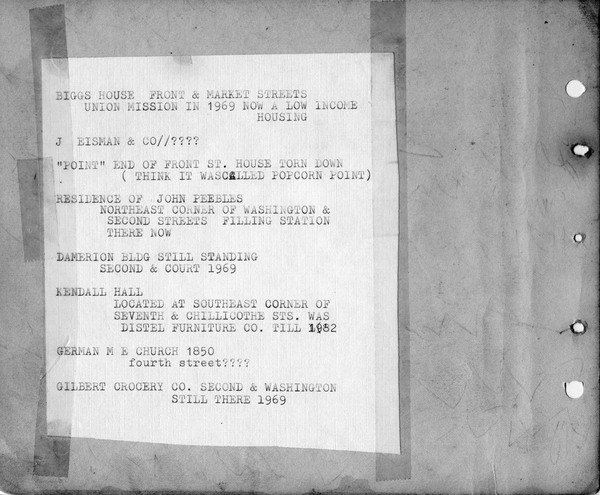 BIGGS HOUSE FRONT & MARKET STREETS
UNION MISSION IN 1969 NOW A LOW INCOME
HOUSING
J EISMAN & CO//????
"POINT" END OF FRONT ST. HOUSE TORN DOWN
( THINK IT WASCALLED POPCORN POINT)
RESIDENCE OF JOHN PEEBLES
NORTHEAST CORNER OF WASHINGTON &
SECOND STREETS FILLING STATION
THERE NOW
DAMERION BLDG STILL STANDING
SECOND & COURT 1969
KENDALL HALL
LOCATED AT SOUTHEAST CORNER OF
SEVENTH & CHILLICOTHE STS. WAS
DISTEL FURNITURE CO. TILL 1982
GERMAN M E CHURCH 1850
fourth street????
GILBERT CROCERY CO. SECOND & WASHINGTON
STILL THERE 1969